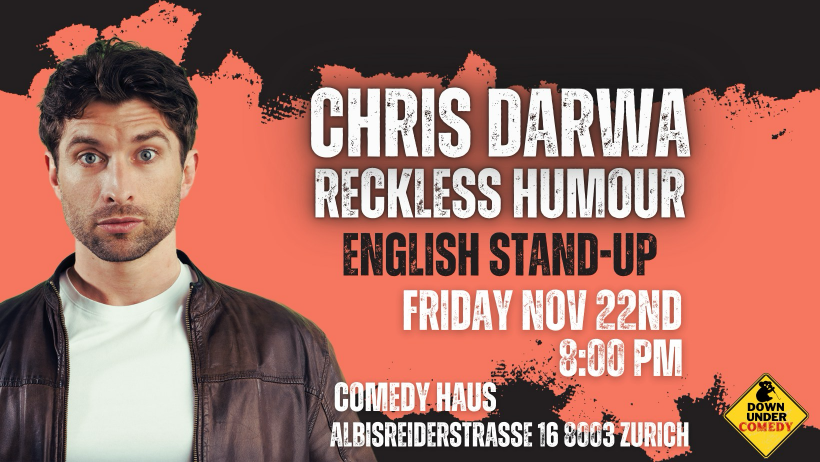 CHRIS DARWA
RECKLESS HUMOUR
ENGLISH STAND-UP
FRIDAY NOV 22ND
8:00 PM
COMEDY HAUS
ALBISREIDERSTRASSE 16 8003 ZURICH
DOWN
UNDER
COMEDY